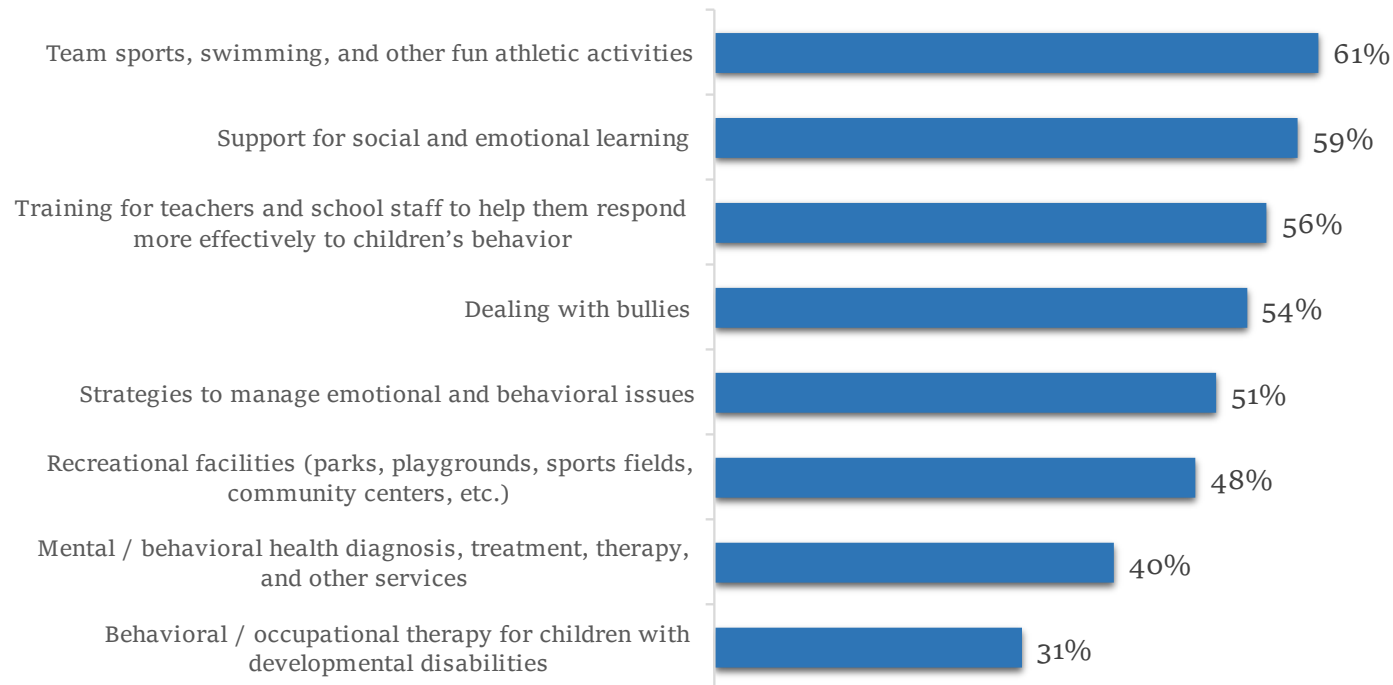 Team sports, swimming, and other fun athletic activities
61%
Support for social and emotional learning
59%
Training for teachers and school staff to help them respond
more effectively to children’s behavior
56%
Dealing with bullies
54%
Strategies to manage emotional and behavioral issues
51%
Recreational facilities (parks, playgrounds, sports fields,
community centers, etc.)
48%
Mental / behavioral health diagnosis, treatment, therapy,
and other services
40%
Behavioral / occupational therapy for children with
developmental disabilities
31%